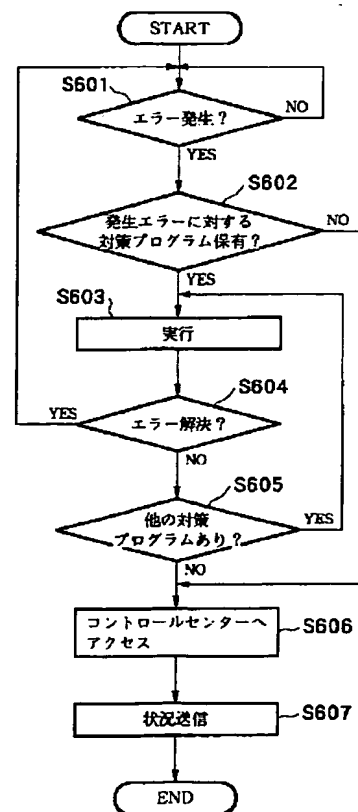 START
S601
エラー発生?
NO
YES
S602
発生エラーに対する
対策プログラム保有?
NO
YES
S603
実行
S604
YES
エラー解決?
NO
S605
他の対策
プログラムあり?
YES
NO
コントロールセンターへ
アクセス
S606
状況送信
S607
END